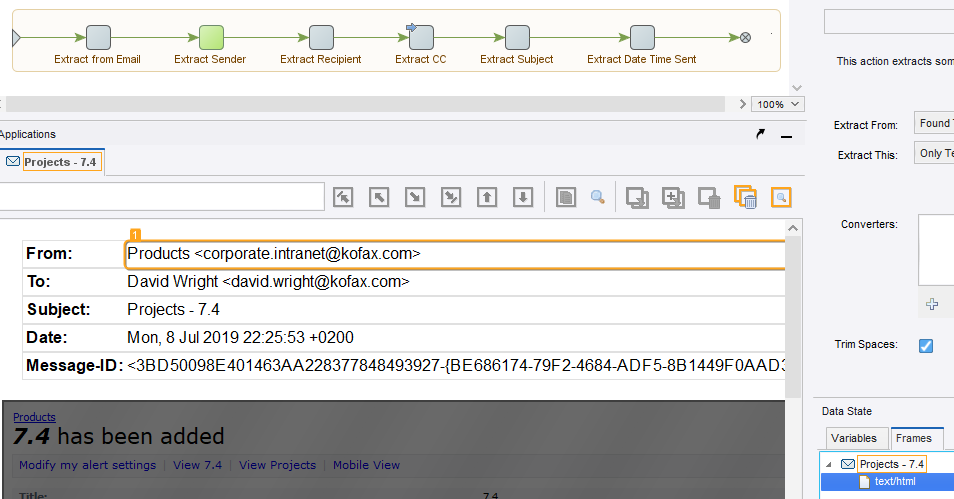 Extract from Email Extract Sender Extract Recipient Extract CC Extract Subject Extract Date Time Sent
100%
Applications
Projects - 7.4
1
From: Products <corporate.intranet@kofax.com>
To: David Wright <david.wright@kofax.com>
Subject: Projects - 7.4
Date: Mon, 8 Jul 2019 22:25:53 +0200
Message-ID: <3BD50098E401463AA228377848493927-{BE686174-79F2-4684-ADF5-8B1449F0AAD3
Products
7.4 has been added
Modify my alert settings | View 7.4 | View Projects | Mobile View
Title: 7.4
This action extracts som
Extract From: Found
Extract This: Only Te
Converters:
Trim Spaces:
Data State
Variables Frames
Projects - 7.4
text/html